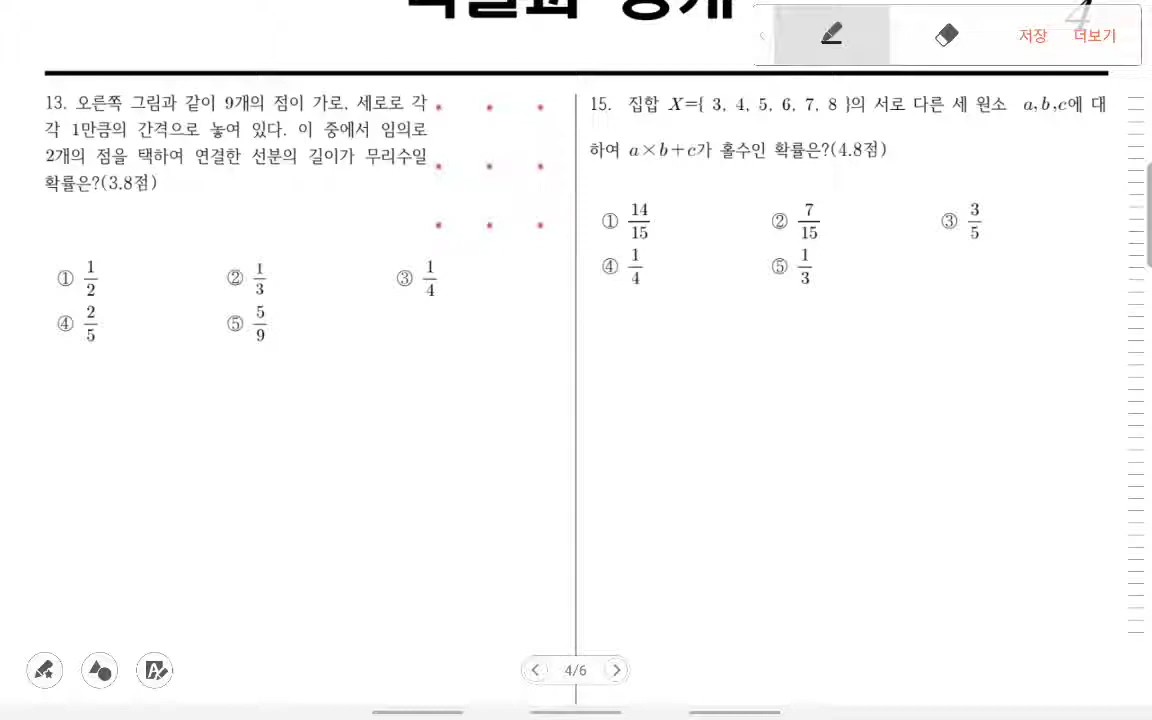 저장 더보기
13. 오른쪽 그림과 같이 9개의 점이 가로, 세로로 각
각 1만큼의 간격으로 놓여 있다. 이 중에서 임의로
2개의 점을 택하여 연결한 선분의 길이가 무리수일
확률은?(3.8점)
① 1/2 ② 1/3 ③ 1/4
④ 2/5 ⑤ 5/9
15. 집합 X={ 3, 4, 5, 6, 7, 8 }의 서로 다른 세 원소 a,b,c에 대
하여 a×b+c가 홀수인 확률은?(4.8점)
① 14/15 ② 7/15 ③ 3/5
④ 1/4 ⑤ 1/3
4/6